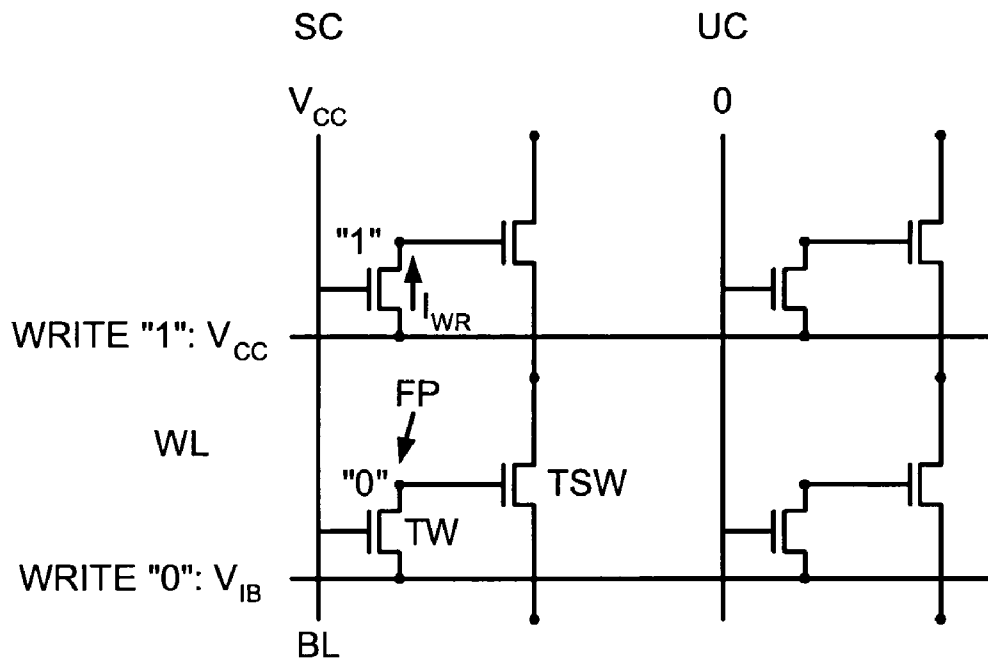 SC
UC
V_CC
0
"1"
I_WR
WRITE "1": V_CC
FP
WL
"0"
TSW
TW
WRITE "0": V_IB
BL